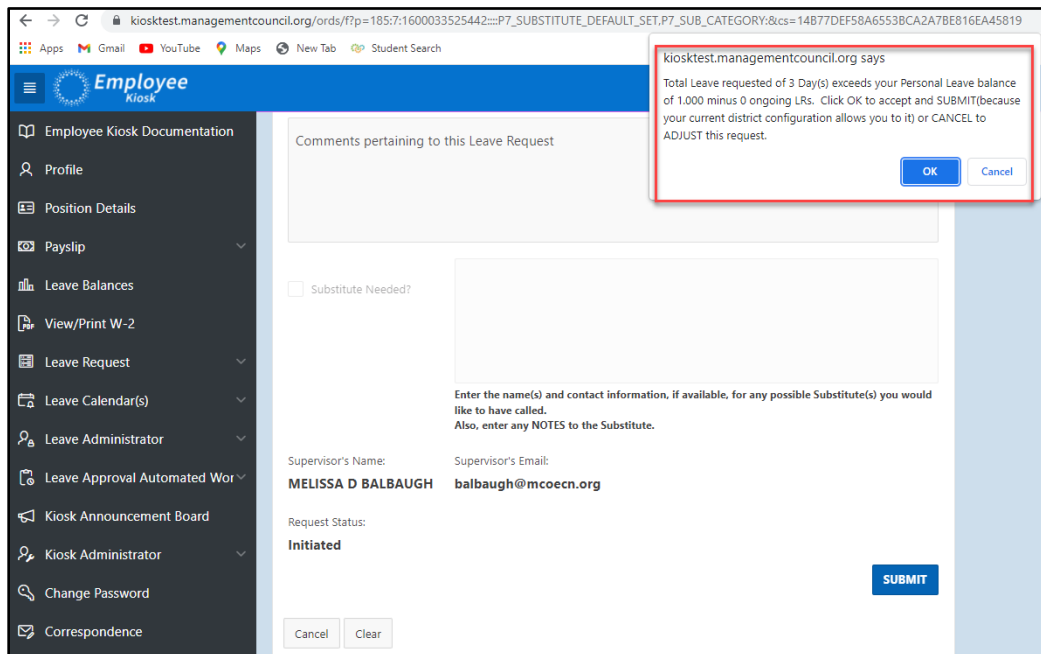 kiosktest.managementcouncil.org/ords/f?p=185:7:1600033525442::::P7_SUBSTITUTE_DEFAULT_SET,P7_SUB_CATEGORY:&cs=14B77DEF58A6553BCA2A7BE816EA45819
Apps Gmail YouTube Maps New Tab Student Search
kiosktest.managementcouncil.org says
Total Leave requested of 3 Day(s) exceeds your Personal Leave balance
of 1.000 minus 0 ongoing LRs. Click OK to accept and SUBMIT(because
your current district configuration allows you to it) or CANCEL to
ADJUST this request.
OK Cancel
Employee
Kiosk
Employee Kiosk Documentation
Profile
Position Details
Payslip
Leave Balances
View/Print W-2
Leave Request
Leave Calendar(s)
Leave Administrator
Leave Approval Automated Wor
Kiosk Announcement Board
Kiosk Administrator
Change Password
Correspondence
Comments pertaining to this Leave Request
Substitute Needed?
Enter the name(s) and contact information, if available, for any possible Substitute(s) you would
like to have called.
Also, enter any NOTES to the Substitute.
Supervisor's Name: Supervisor's Email:
MELISSA D BALBAUGH balbaugh@mcoecn.org
Request Status:
Initiated
SUBMIT
Cancel Clear